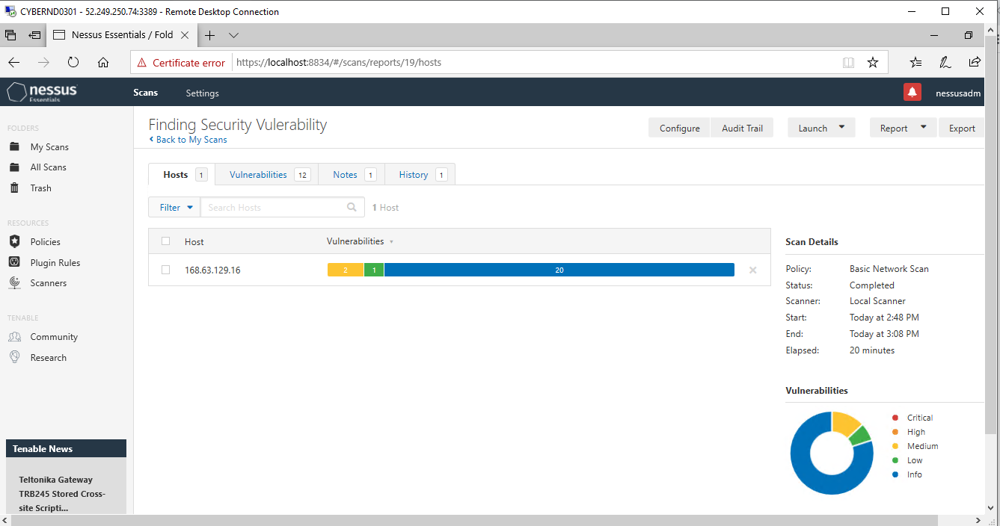 CYBERND0301 - 52.249.250.74:3389 - Remote Desktop Connection
Nessus Essentials / Fold
Certificate error https://localhost:8834/#/scans/reports/19/hosts
nessus Essentials Scans Settings nessusadm
FOLDERS
My Scans
All Scans
Trash
RESOURCES
Policies
Plugin Rules
Scanners
TENABLE
Community
Research
Tenable News
Teltonika Gateway
TRB245 Stored Cross-
site Scripti...
Finding Security Vulerability
Back to My Scans
Configure Audit Trail Launch Report Export
Hosts 1 Vulnerabilities 12 Notes 1 History 1
Filter Search Hosts 1 Host
Host Vulnerabilities
168.63.129.16 2 1 20
Scan Details
Policy: Basic Network Scan
Status: Completed
Scanner: Local Scanner
Start: Today at 2:48 PM
End: Today at 3:08 PM
Elapsed: 20 minutes
Vulnerabilities
Critical
High
Medium
Low
Info